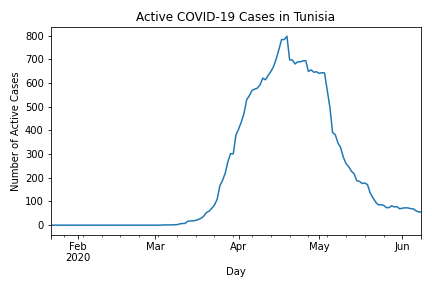 Active COVID-19 Cases in Tunisia
Number of Active Cases
800
700
600
500
400
300
200
100
0
Feb
2020
Mar
Apr
May
Jun
Day